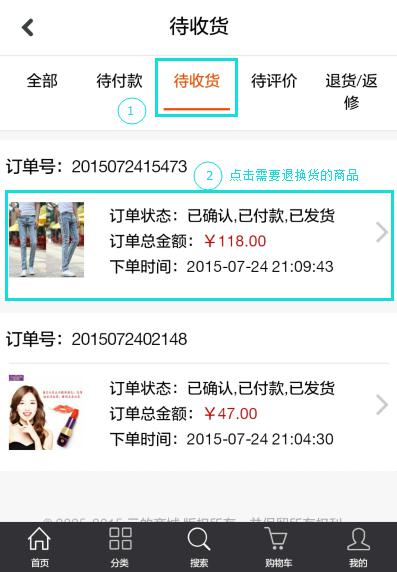 待收货
全部
待付款
待收货
待评价
退货/返
修
1
订单号：2015072415473
2 点击需要退换货的商品
订单状态：已确认,已付款,已发货
订单总金额：￥118.00
下单时间：2015-07-24 21:09:43
订单号：2015072402148
订单状态：已确认,已付款,已发货
订单总金额：￥47.00
下单时间：2015-07-24 21:04:30
首页
分类
搜索
购物车
我的